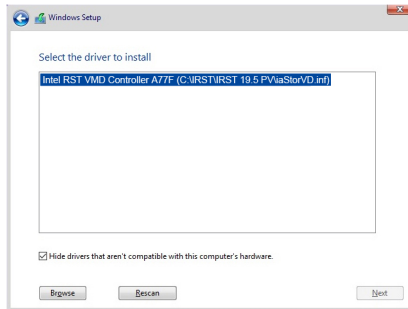 Windows Setup
Select the driver to install
Intel RST VMD Controller A77F (C:\IRST\IRST 19.5 PV\iaStorVD.inf)
Hide drivers that aren't compatible with this computer's hardware.
Browse Rescan Next